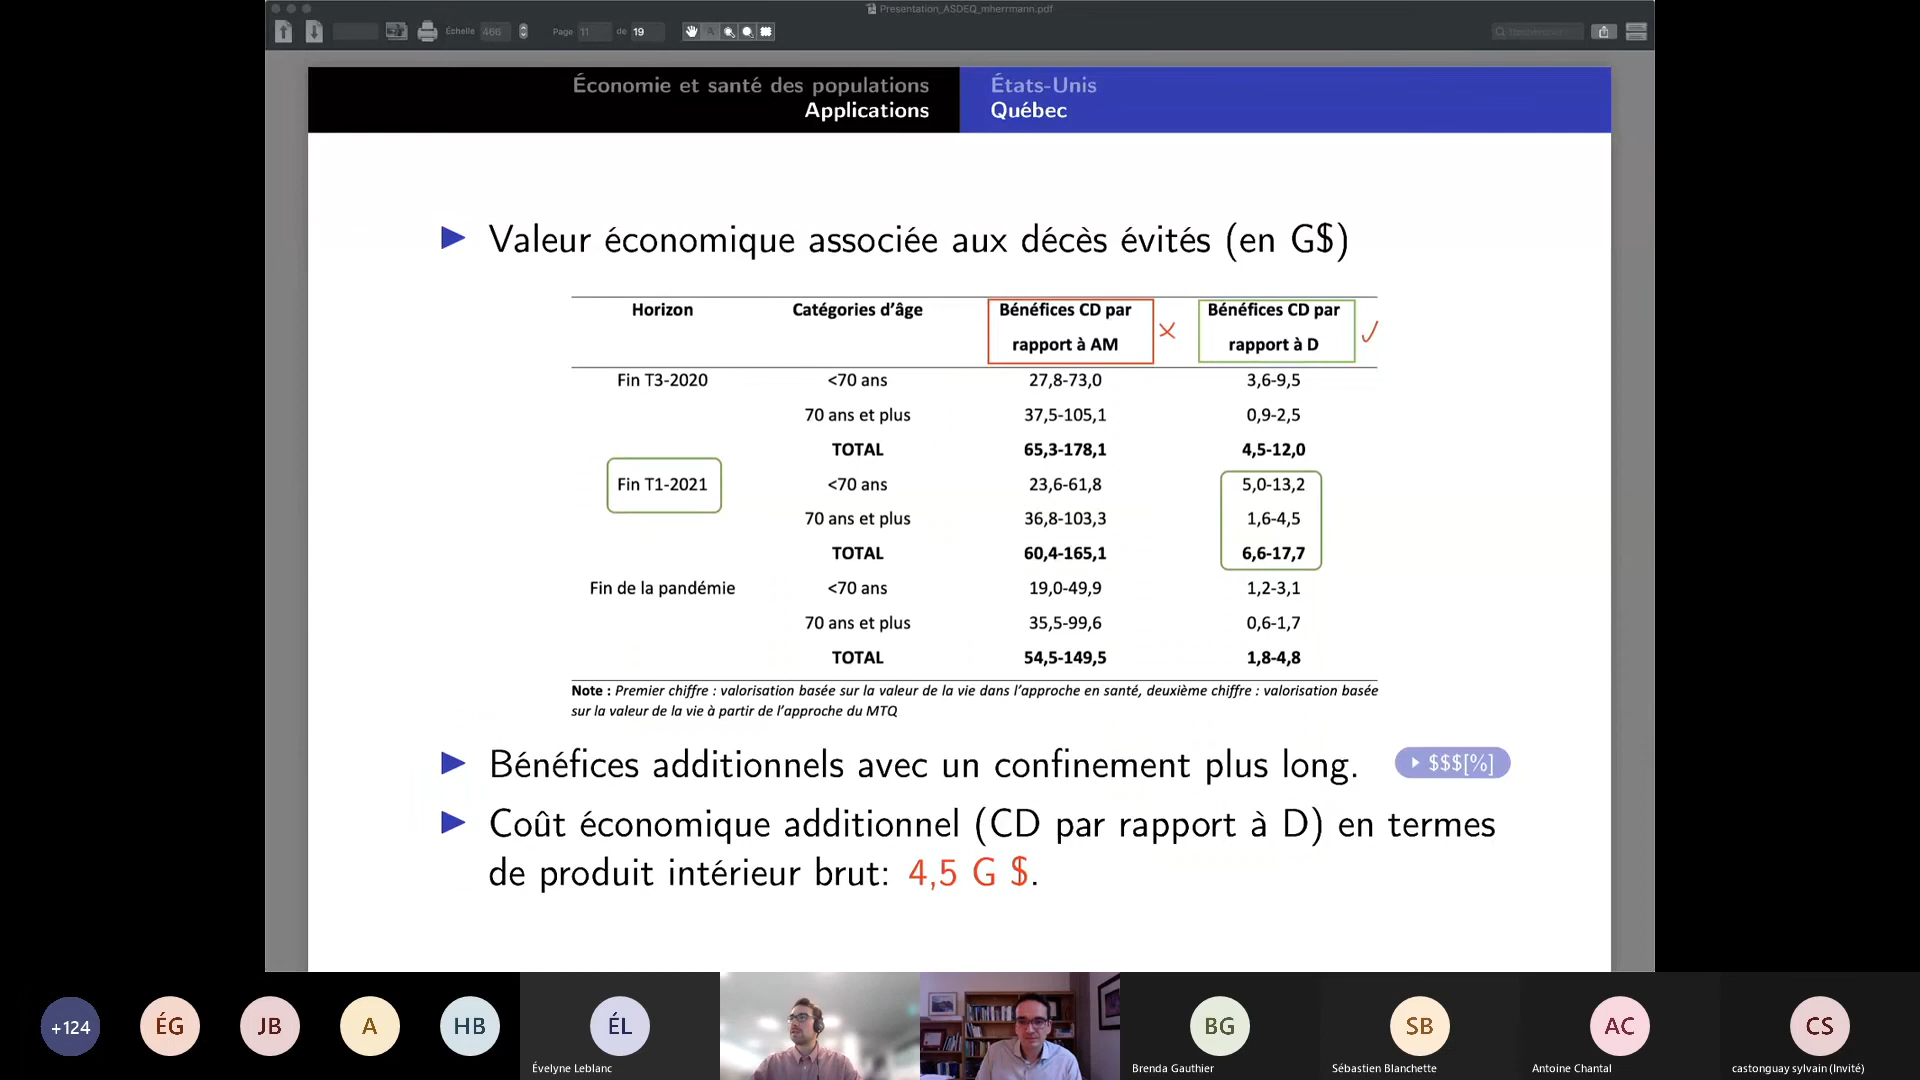 Presentation_ASDEQ_mherrmann.pdf
Échelle 466 Page 11 de 19
Économie et santé des populations
Applications
États-Unis
Québec
Valeur économique associée aux décès évités (en G$)
Horizon Catégories d'âge Bénéfices CD par rapport à AM Bénéfices CD par rapport à D
Fin T3-2020 <70 ans 27,8-73,0 3,6-9,5
70 ans et plus 37,5-105,1 0,9-2,5
TOTAL 65,3-178,1 4,5-12,0
Fin T1-2021 <70 ans 23,6-61,8 5,0-13,2
70 ans et plus 36,8-103,3 1,6-4,5
TOTAL 60,4-165,1 6,6-17,7
Fin de la pandémie <70 ans 19,0-49,9 1,2-3,1
70 ans et plus 35,5-99,6 0,6-1,7
TOTAL 54,5-149,5 1,8-4,8
Note : Premier chiffre : valorisation basée sur la valeur de la vie dans l'approche en santé, deuxième chiffre : valorisation basée
sur la valeur de la vie à partir de l'approche du MTQ
Bénéfices additionnels avec un confinement plus long. $$$[%]
Coût économique additionnel (CD par rapport à D) en termes
de produit intérieur brut: 4,5 G $.
+124 ÉG JB A HB ÉL BG SB AC CS
Évelyne Leblanc Brenda Gauthier Sébastien Blanchette Antoine Chantal castonguay sylvain (Invité)